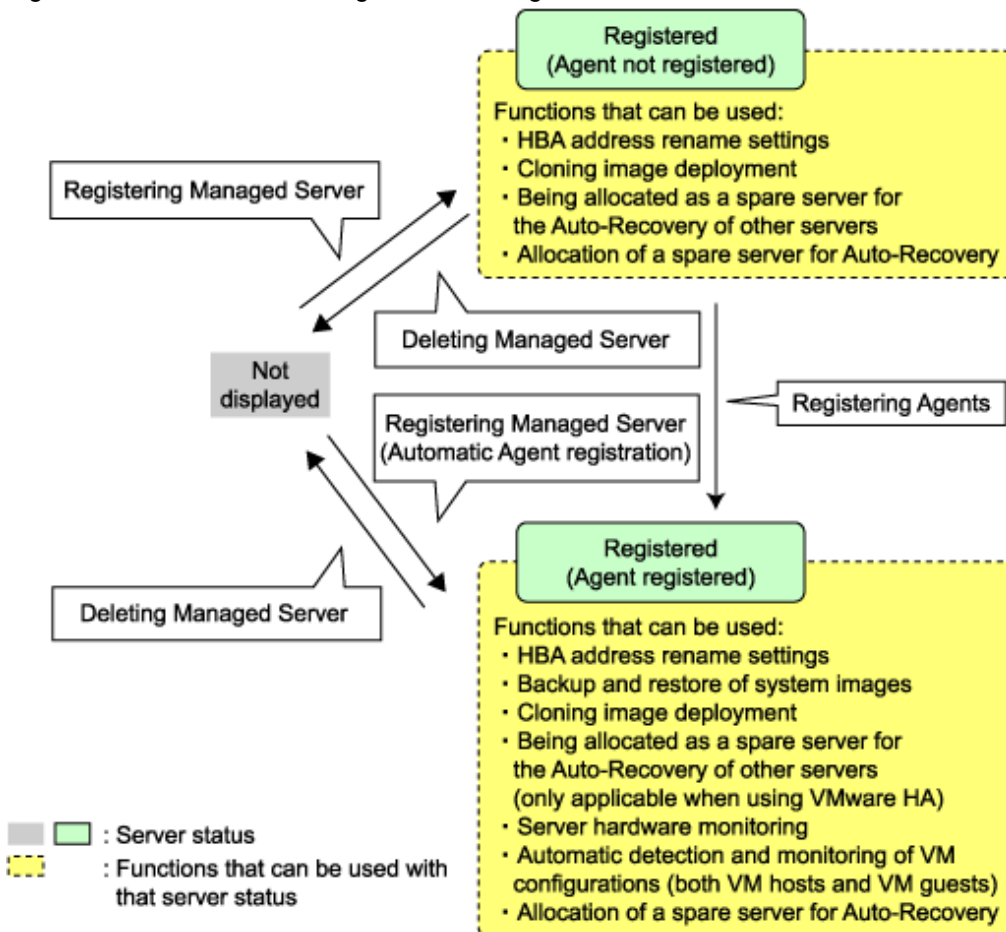 Registered
(Agent not registered)
Functions that can be used:
・HBA address rename settings
・Cloning image deployment
・Being allocated as a spare server for
the Auto-Recovery of other servers
・Allocation of a spare server for Auto-Recovery
Registering Managed Server
Deleting Managed Server
Not
displayed
Registering Managed Server
(Automatic Agent registration)
Registering Agents
Deleting Managed Server
Registered
(Agent registered)
Functions that can be used:
・HBA address rename settings
・Backup and restore of system images
・Cloning image deployment
・Being allocated as a spare server for
the Auto-Recovery of other servers
(only applicable when using VMware HA)
・Server hardware monitoring
・Automatic detection and monitoring of VM
configurations (both VM hosts and VM guests)
・Allocation of a spare server for Auto-Recovery
: Server status
: Functions that can be used with
that server status